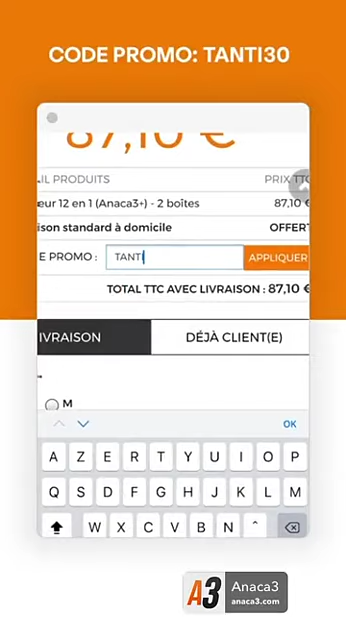 CODE PROMO: TANTI30
87,10 €
IL PRODUITS PRIX TTC
eur 12 en 1 (Anaca3+) - 2 boîtes 87,10 €
ison standard à domicile OFFERT
E PROMO : TANTI APPLIQUER
TOTAL TTC AVEC LIVRAISON : 87,10 €
IVRAISON DÉJÀ CLIENT(E)
M
OK
A Z E R T Y U I O P
Q S D F G H J K L M
W X C V B N ^
A3 Anaca3
anaca3.com